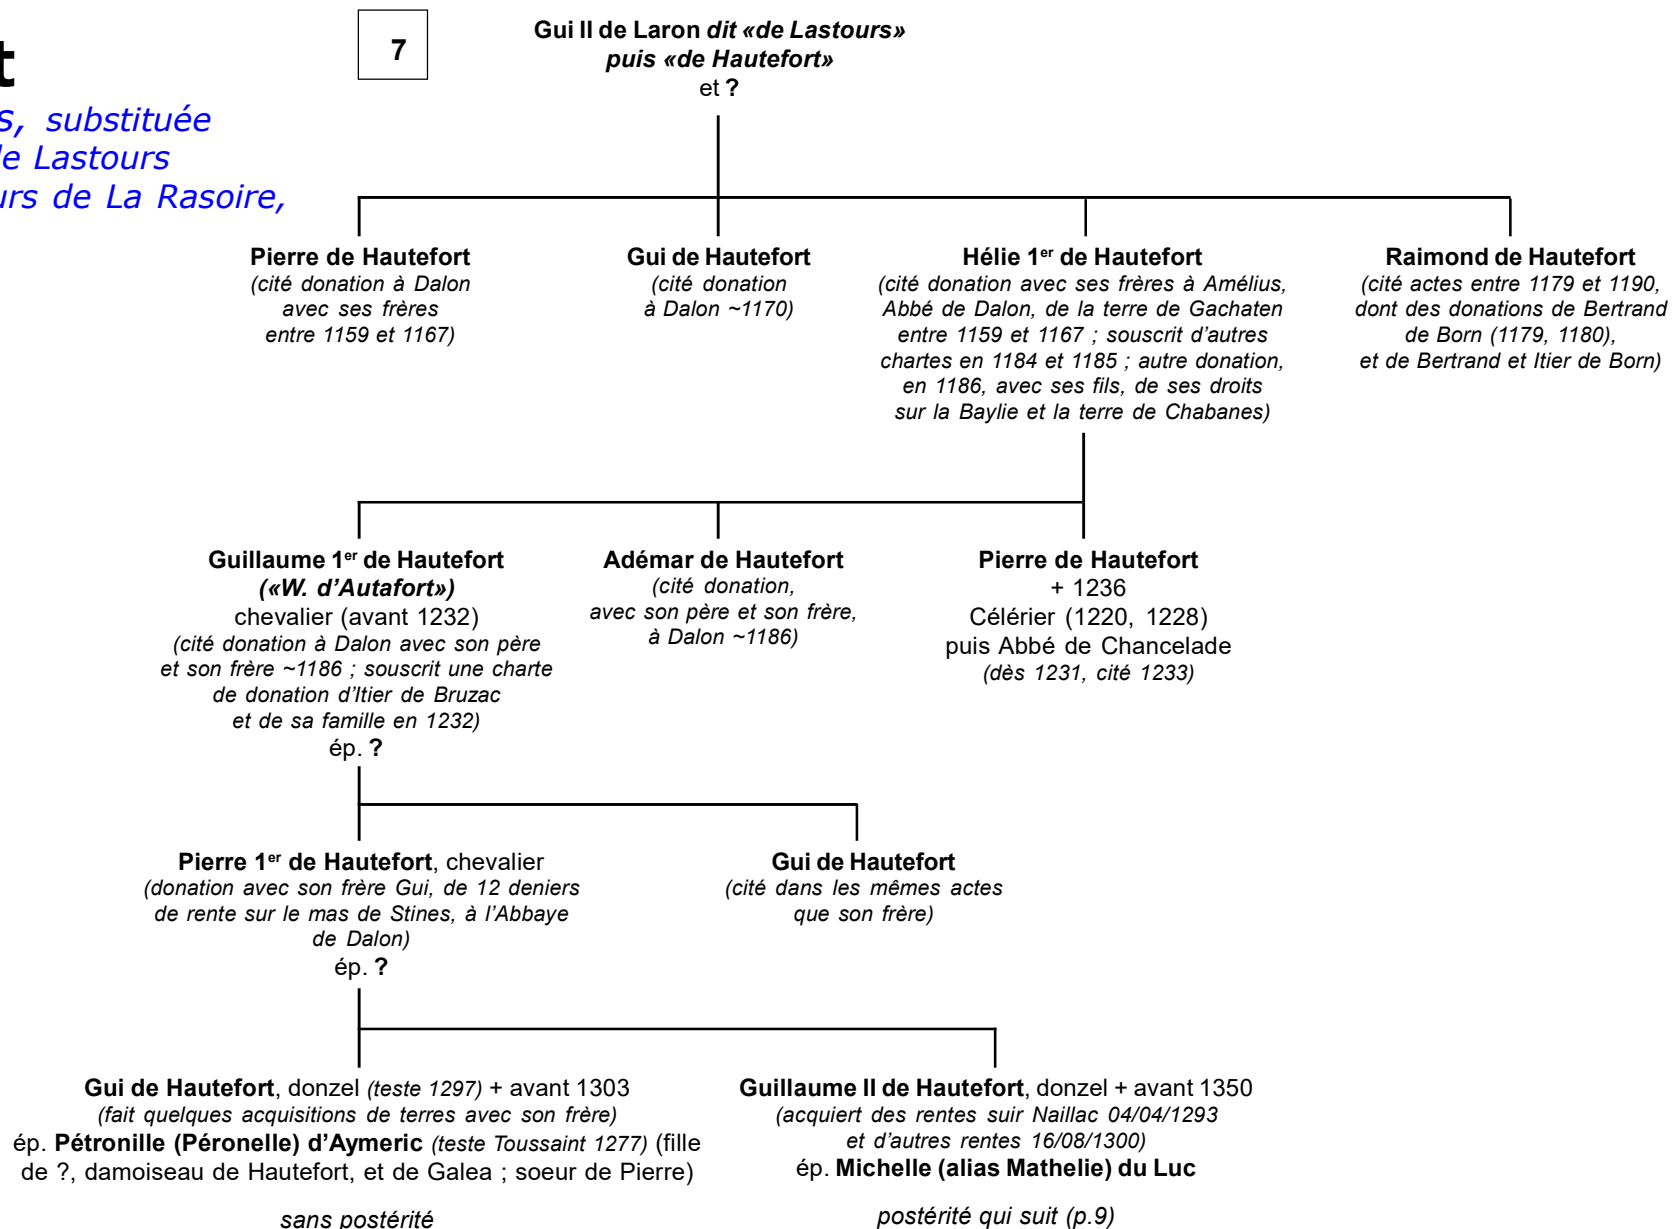 t
s, substituée
le Lastours
urs de La Rasoire,
7
Gui II de Laron dit «de Lastours»
puis «de Hautefort»
et ?
Pierre de Hautefort
(cité donation à Dalon
avec ses frères
entre 1159 et 1167)
Gui de Hautefort
(cité donation
à Dalon ~1170)
Hélie 1er de Hautefort
(cité donation avec ses frères à Amélius,
Abbé de Dalon, de la terre de Gachaten
entre 1159 et 1167 ; souscrit d'autres
chartes en 1184 et 1185 ; autre donation,
en 1186, avec ses fils, de ses droits
sur la Baylie et la terre de Chabanes)
Raimond de Hautefort
(cité actes entre 1179 et 1190,
dont des donations de Bertrand
de Born (1179, 1180),
et de Bertrand et Itier de Born)
Guillaume 1er de Hautefort
(«W. d'Autafort»)
chevalier (avant 1232)
(cité donation à Dalon avec son père
et son frère ~1186 ; souscrit une charte
de donation d'Itier de Bruzac
et de sa famille en 1232)
ép. ?
Adémar de Hautefort
(cité donation,
avec son père et son frère,
à Dalon ~1186)
Pierre de Hautefort
+ 1236
Célérier (1220, 1228)
puis Abbé de Chancelade
(dès 1231, cité 1233)
Pierre 1er de Hautefort, chevalier
(donation avec son frère Gui, de 12 deniers
de rente sur le mas de Stines, à l'Abbaye
de Dalon)
ép. ?
Gui de Hautefort
(cité dans les mêmes actes
que son frère)
Gui de Hautefort, donzel (teste 1297) + avant 1303
(fait quelques acquisitions de terres avec son frère)
ép. Pétronille (Péronelle) d'Aymeric (teste Toussaint 1277) (fille
de ?, damoiseau de Hautefort, et de Galea ; soeur de Pierre)
sans postérité
Guillaume II de Hautefort, donzel + avant 1350
(acquiert des rentes suir Naillac 04/04/1293
et d'autres rentes 16/08/1300)
ép. Michelle (alias Mathelie) du Luc
postérité qui suit (p.9)